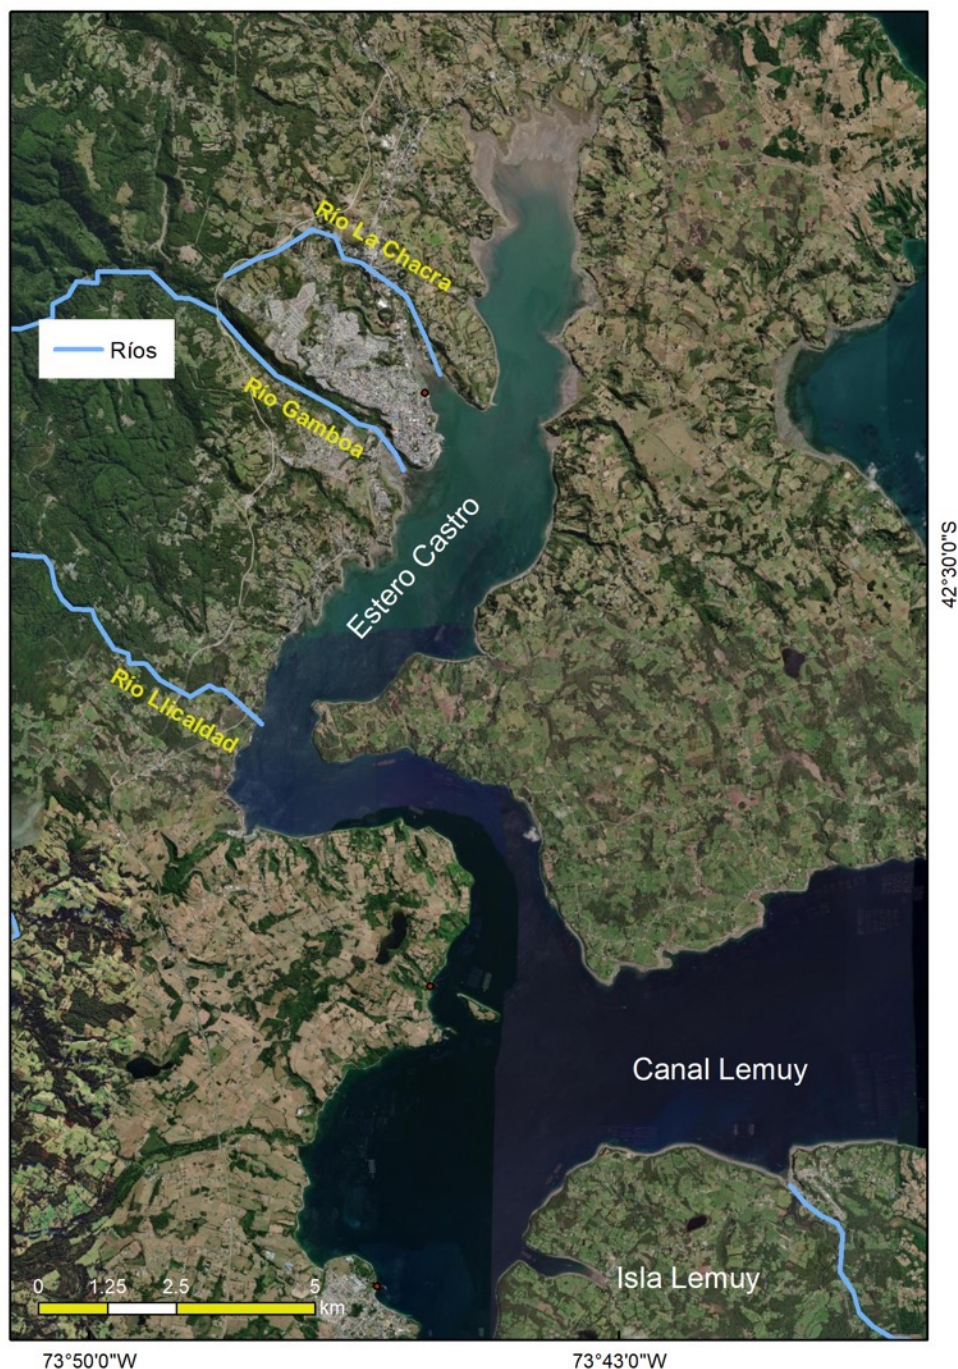 Río La Chacra
Ríos
Río Gamboa
Estero Castro
42°30'0"S
Río Llicaldad
Canal Lemuy
Isla Lemuy
0 1.25 2.5 5
km
73°50'0"W 73°43'0"W